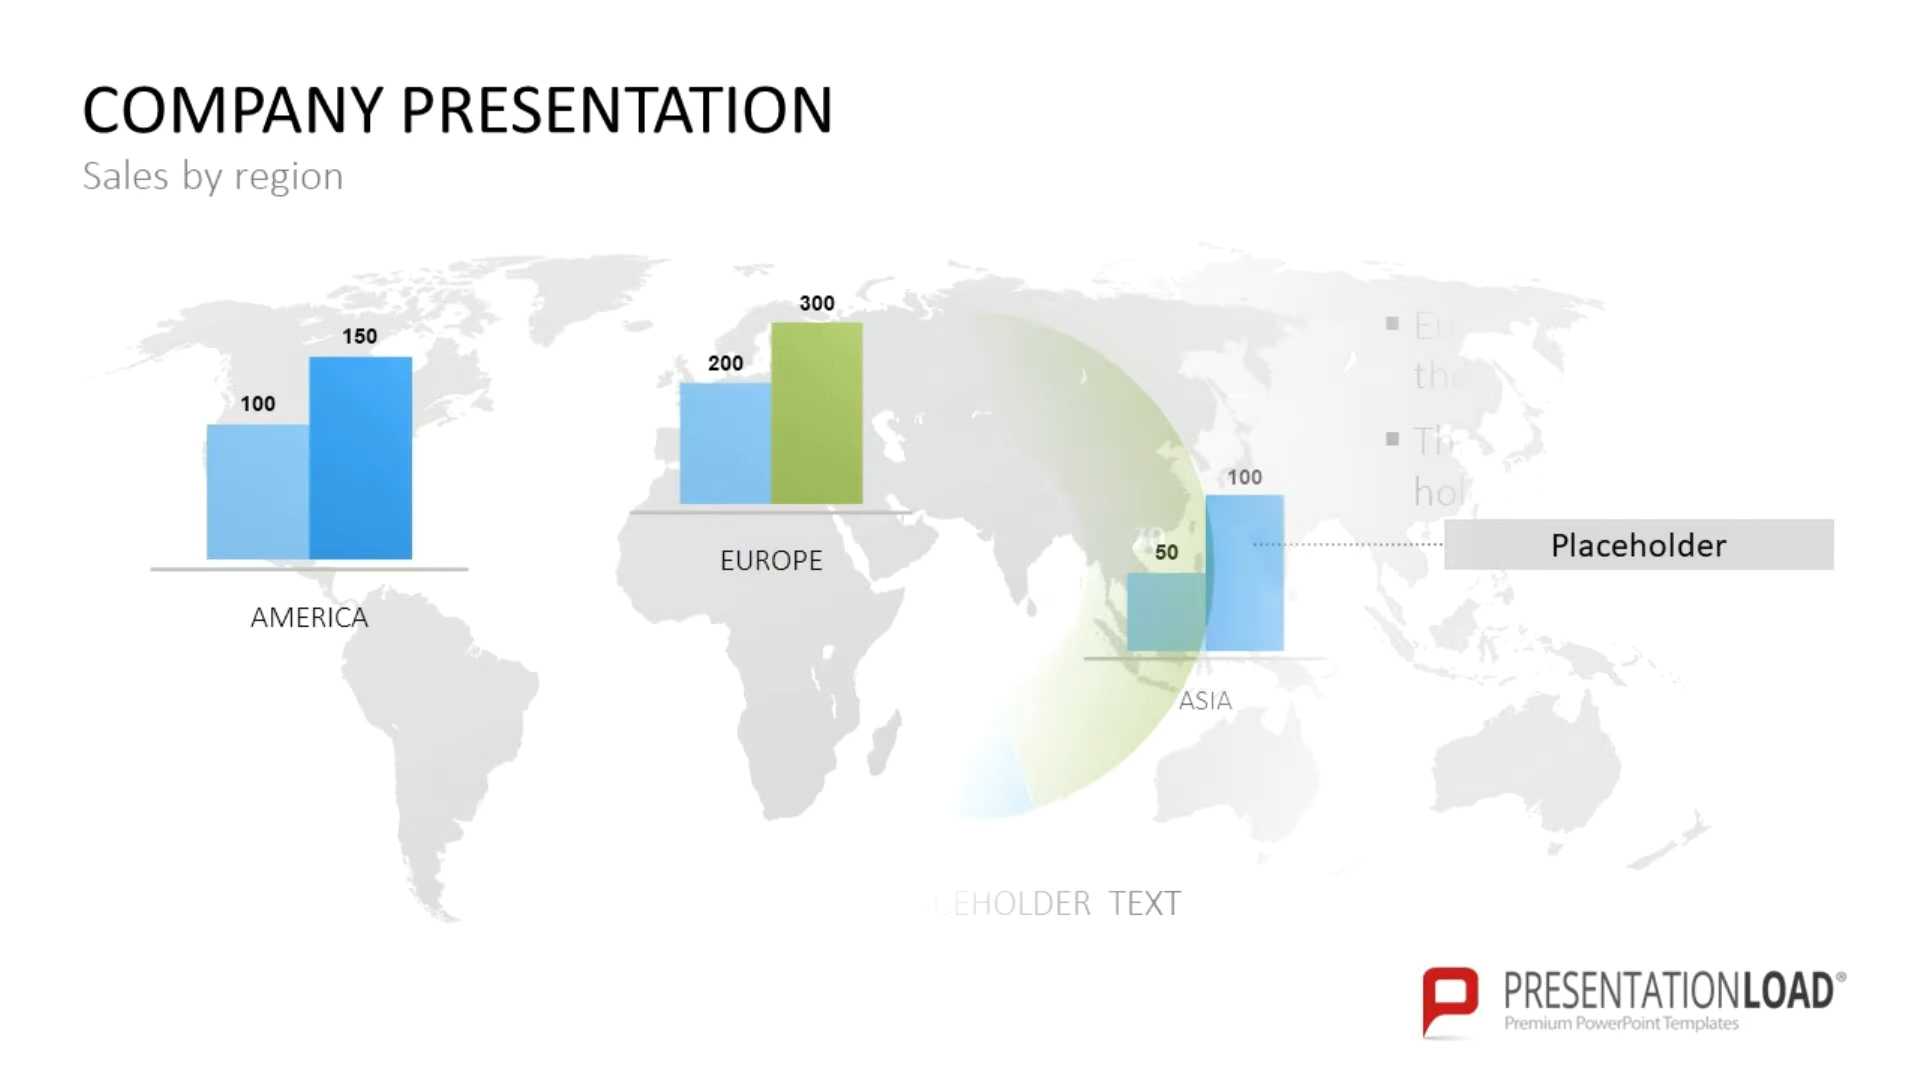 COMPANY PRESENTATION
Sales by region
300
150
200
100
100
50
Placeholder
EUROPE
AMERICA
ASIA
EHOLDER TEXT
PRESENTATIONLOAD®
Premium PowerPoint Templates